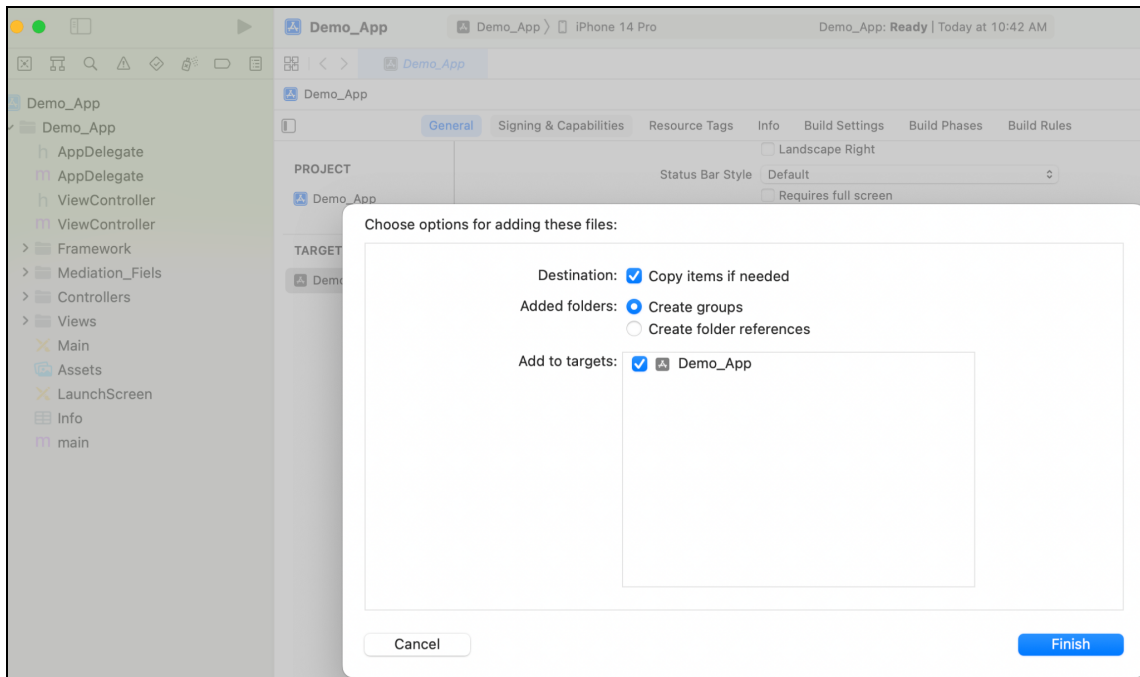 Demo_App
Demo_App
iPhone 14 Pro
Demo_App: Ready | Today at 10:42 AM
Demo_App
Demo_App
Demo_App
Demo_App
h AppDelegate
m AppDelegate
h ViewController
m ViewController
Framework
Mediation_Fiels
Controllers
Views
Main
Assets
LaunchScreen
Info
m main
General
Signing & Capabilities
Resource Tags
Info
Build Settings
Build Phases
Build Rules
PROJECT
Demo_App
TARGET
Demo
Landscape Right
Status Bar Style Default
Requires full screen
Choose options for adding these files:
Destination: Copy items if needed
Added folders: Create groups
Create folder references
Add to targets: Demo_App
Cancel
Finish